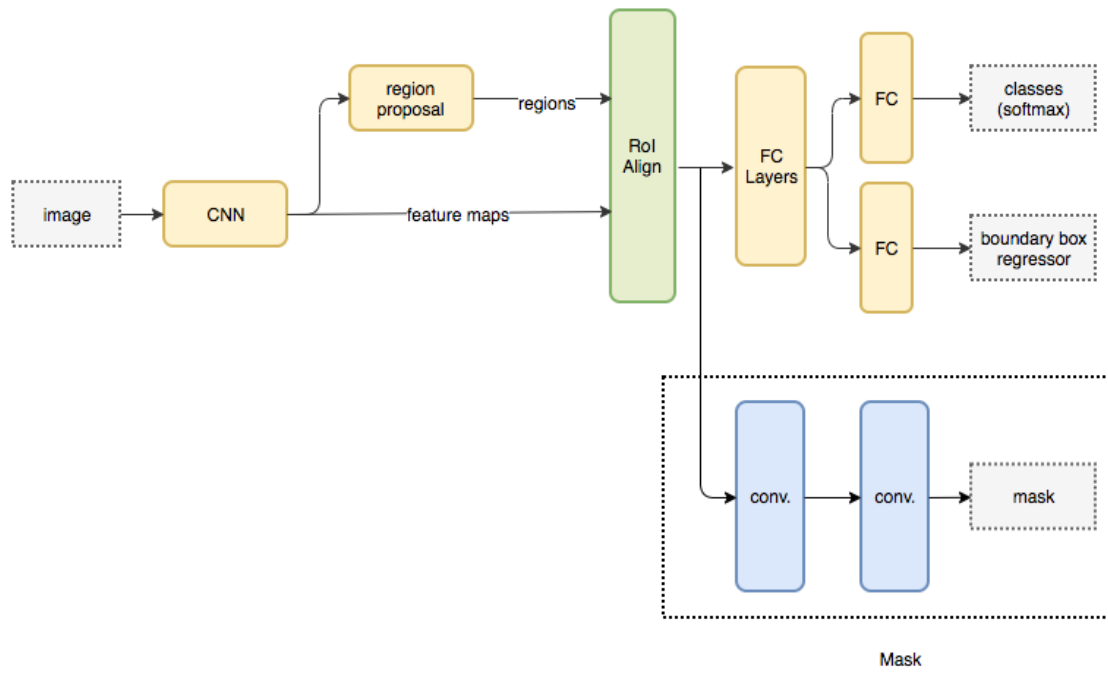 image
CNN
region
proposal
regions
feature maps
RoI
Align
FC
Layers
FC
classes
(softmax)
FC
boundary box
regressor
conv.
conv.
mask
Mask